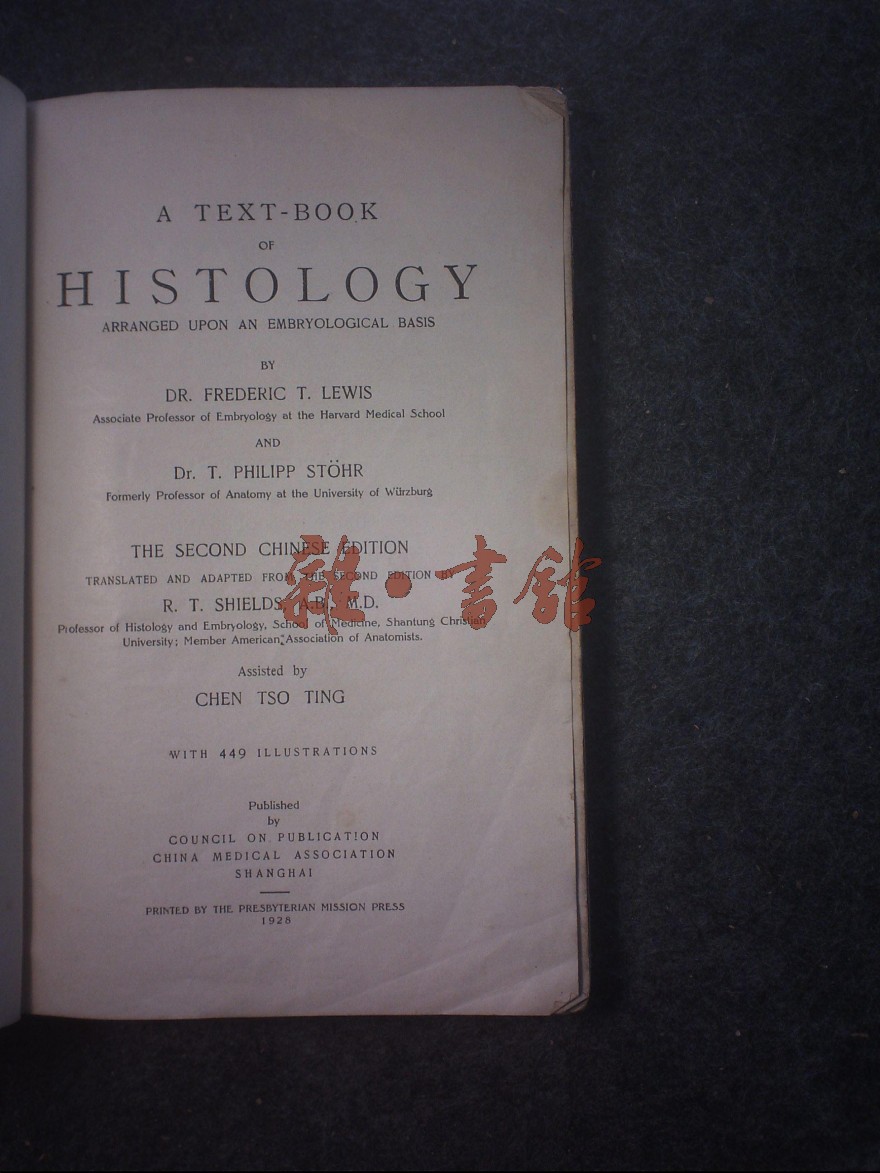 A TEXT-BOOK
OF
HISTOLOGY
ARRANGED UPON AN EMBRYOLOGICAL BASIS
BY
DR. FREDERIC T. LEWIS
Associate Professor of Embryology at the Harvard Medical School
AND
Dr. T. PHILIPP STÖHR
Formerly Professor of Anatomy at the University of Würzburg
THE SECOND CHINESE EDITION
TRANSLATED AND ADAPTED FROM THE SECOND EDITION BY
R. T. SHIELDS, A.B., M.D.
Professor of Histology and Embryology, School of Medicine, Shantung Christian
University; Member American Association of Anatomists.
雜·書館
Assisted by
CHEN TSO TING
WITH 449 ILLUSTRATIONS
Published
by
COUNCIL ON PUBLICATION
CHINA MEDICAL ASSOCIATION
SHANGHAI
PRINTED BY THE PRESBYTERIAN MISSION PRESS
1928